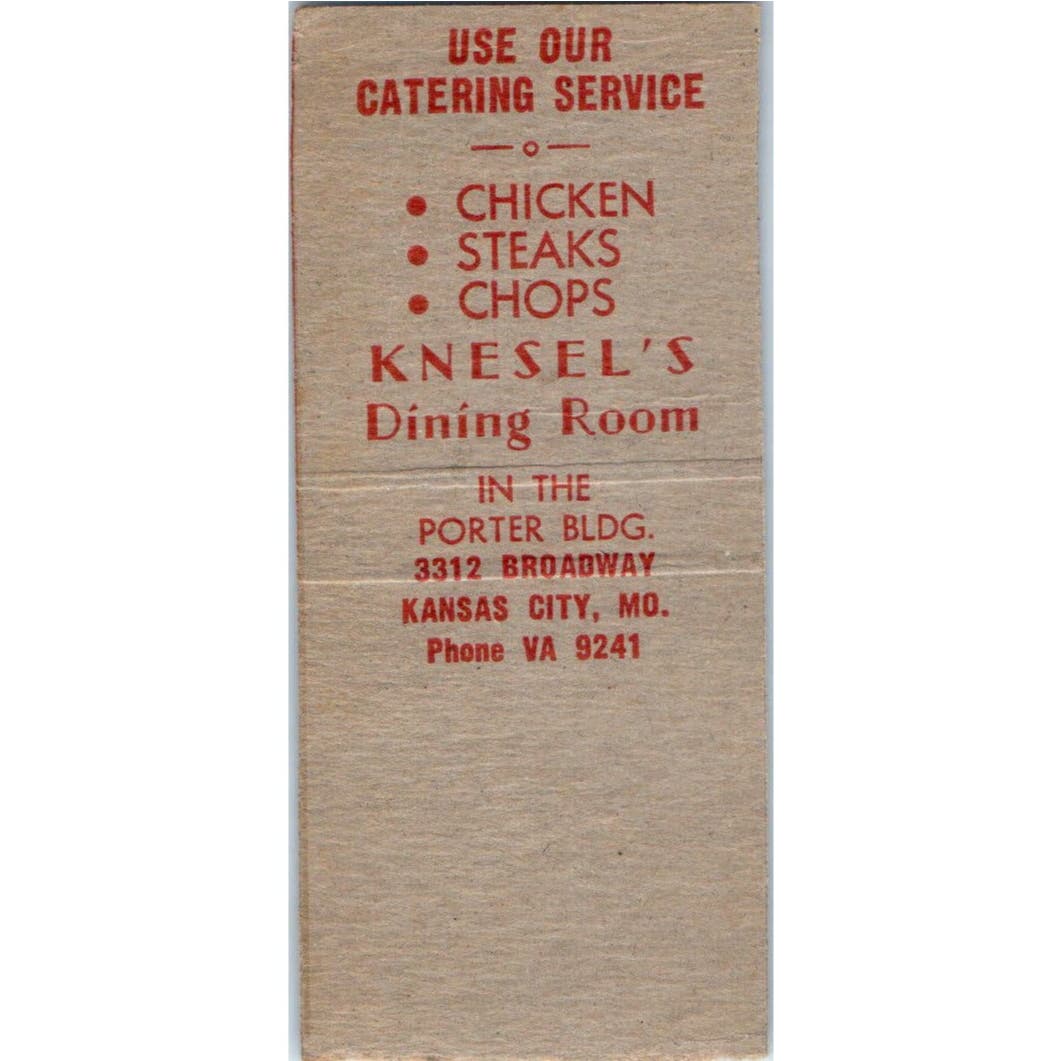 USE OUR
CATERING SERVICE
• CHICKEN
• STEAKS
• CHOPS
KNESEL'S
Dining Room
IN THE
PORTER BLDG.
3312 BROADWAY
KANSAS CITY, MO.
Phone VA 9241